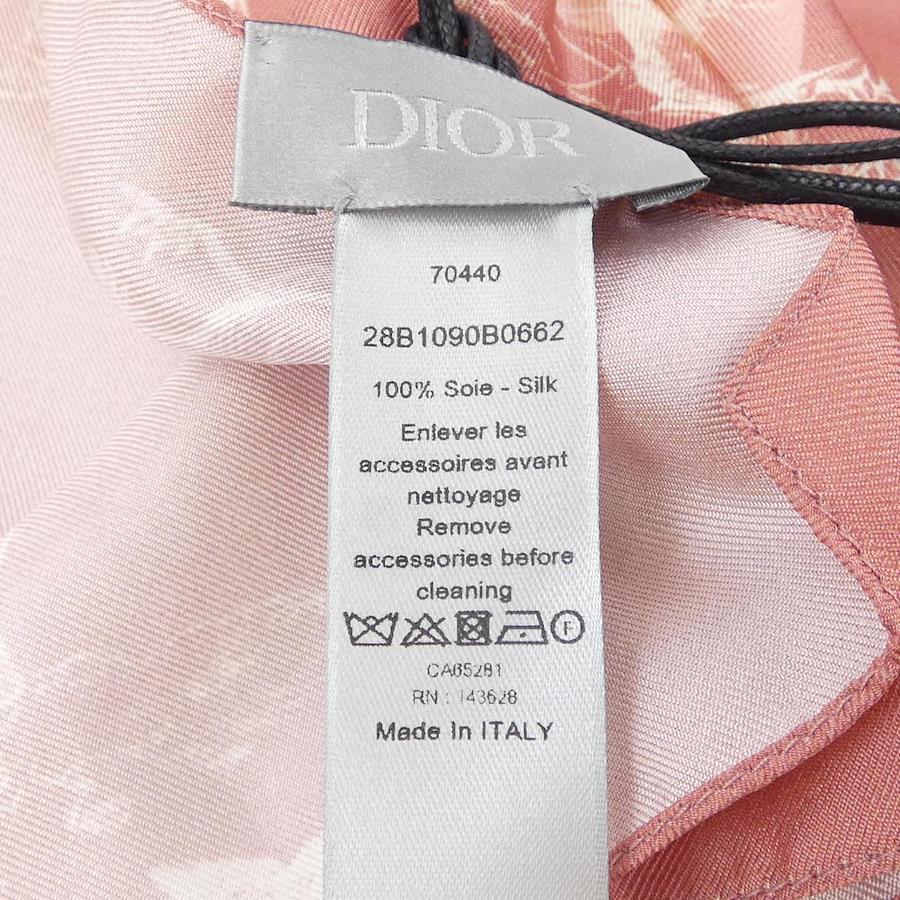 DIOR
70440
28B1090B0662
100% Soie - Silk
Enlever les
accessoires avant
nettoyage
Remove
accessories before
cleaning
F
CA65281
RN : 143628
Made In ITALY